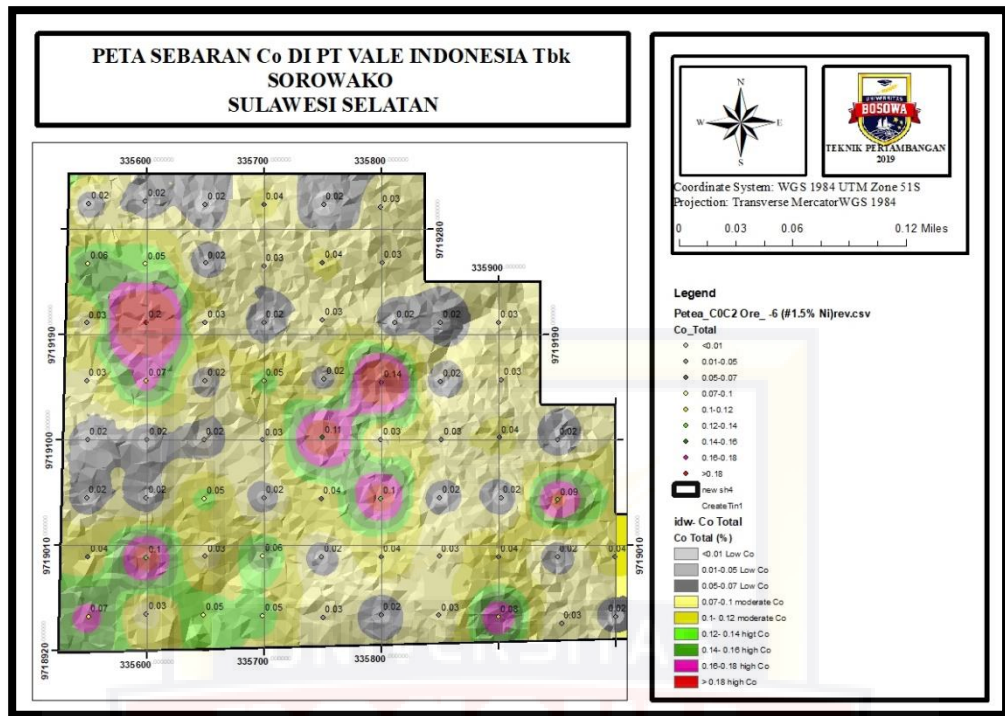 PETA SEBARAN Co DI PT VALE INDONESIA Tbk
SOROWAKO
SULAWESI SELATAN
N
W
E
S
UNIVERSITAS
BOSOWA
TEKNIK PERTAMBANGAN
2019
Coordinate System: WGS 1984 UTM Zone 51S
Projection: Transverse MercatorWGS 1984
0 0.03 0.06 0.12 Miles
Legend
Petea_C0C2 Ore_ -6 (#1.5% Ni)rev.csv
Co_Total
<0.01
0.01-0.05
0.05-0.07
0.07-0.1
0.1-0.12
0.12-0.14
0.14-0.16
0.16-0.18
>0.18
new sh4
CreateTin1
idw- Co Total
Co Total (%)
<0.01 Low Co
0.01-0.05 Low Co
0.05-0.07 Low Co
0.07-0.1 moderate Co
0.1- 0.12 moderate Co
0.12- 0.14 higt Co
0.14- 0.16 high Co
0.16-0.18 high Co
> 0.18 high Co
335600 335700 335800
335900
9719280
9719190
9719190
9719100
9719100
9719010
9719010
9718920
335600 335700 335800
0.02 0.02 0.02 0.04 0.02 0.03
0.06 0.05 0.02 0.03 0.04 0.03
0.03 0.2 0.03 0.02 0.03 0.02 0.02
0.03 0.07 0.02 0.05 0.02 0.14 0.02 0.03
0.02 0.02 0.02 0.03 0.11 0.03 0.03 0.04 0.02
0.02 0.02 0.05 0.02 0.04 0.1 0.02 0.02 0.09
0.04 0.1 0.03 0.06 0.02 0.04 0.03 0.04 0.02 0.04
0.07 0.03 0.05 0.05 0.03 0.02 0.03 0.08 0.03 0.02
UNIVERSITAS